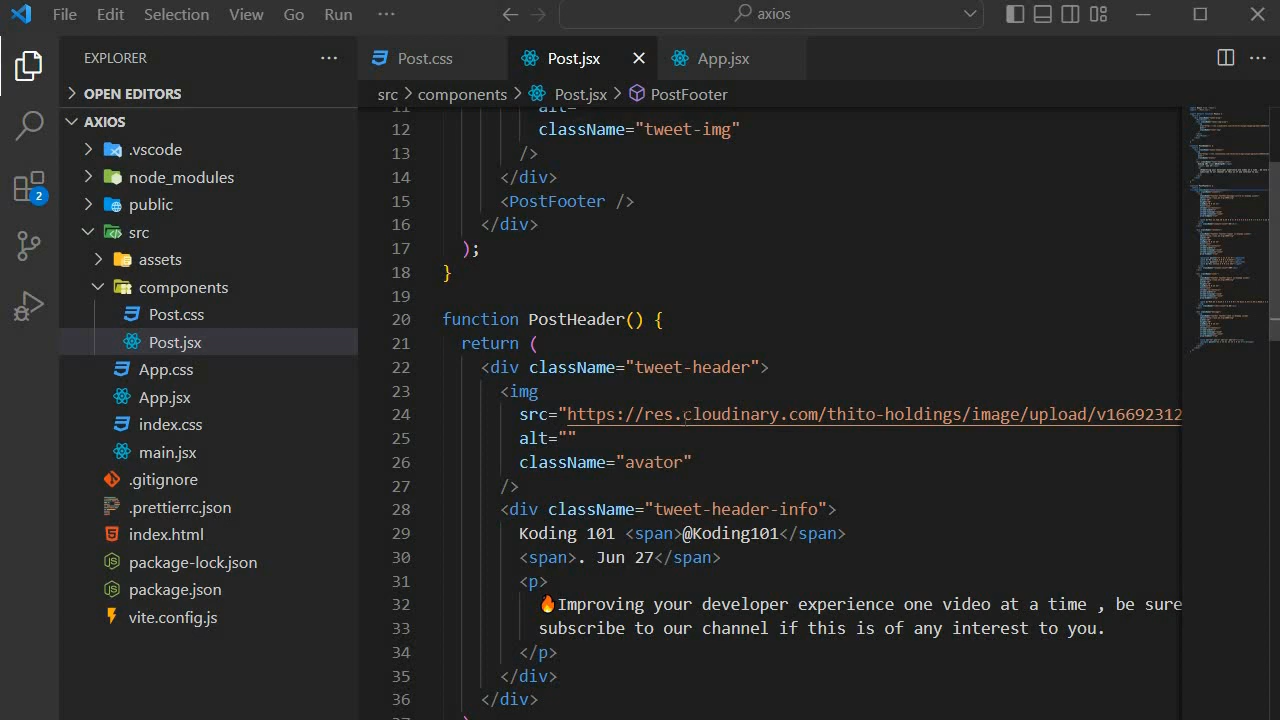 File Edit Selection View Go Run ··· axios
EXPLORER ···
OPEN EDITORS
AXIOS
.vscode
node_modules
public
src
assets
components
Post.css
Post.jsx
App.css
App.jsx
index.css
main.jsx
.gitignore
.prettierrc.json
index.html
package-lock.json
package.json
vite.config.js
2
Post.css Post.jsx App.jsx
src > components > Post.jsx > PostFooter
11 alt=
12 className="tweet-img"
13 />
14 </div>
15 <PostFooter />
16 </div>
17 );
18 }
19
20 function PostHeader() {
21 return (
22 <div className="tweet-header">
23 <img
24 src="https://res.cloudinary.com/thito-holdings/image/upload/v16692312
25 alt=""
26 className="avator"
27 />
28 <div className="tweet-header-info">
29 Koding 101 <span>@Koding101</span>
30 <span>. Jun 27</span>
31 <p>
32 🔥Improving your developer experience one video at a time , be sure
33 subscribe to our channel if this is of any interest to you.
34 </p>
35 </div>
36 </div>